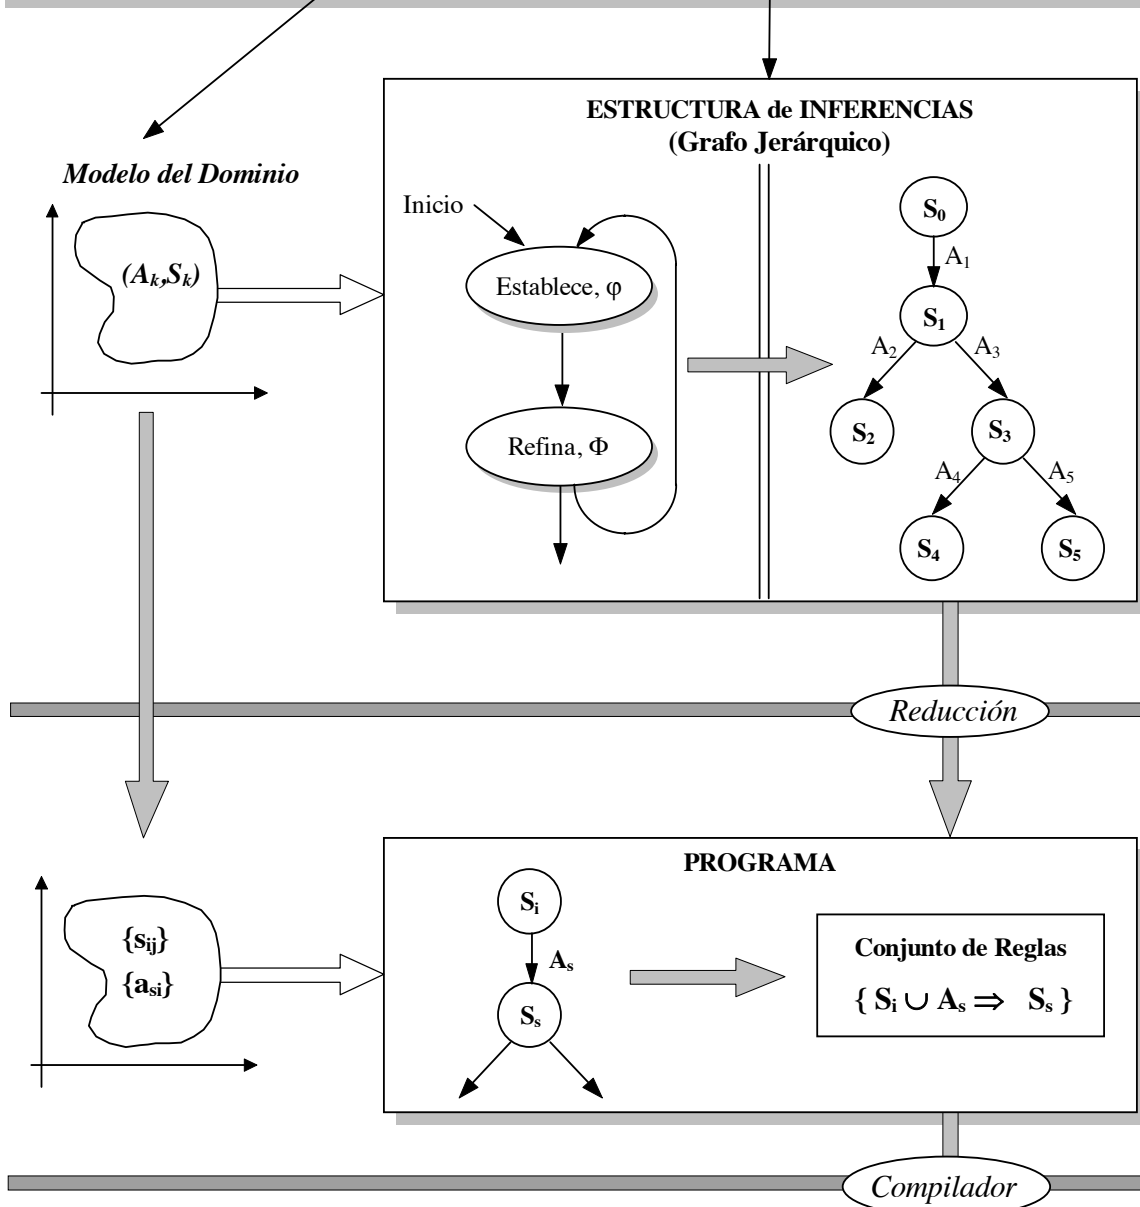 ESTRUCTURA de INFERENCIAS
(Grafo Jerárquico)
Modelo del Dominio
Inicio
S0
A1
(Ak,Sk)
Establece, φ
S1
A2
A3
S2
S3
Refina, Φ
A4
A5
S4
S5
Reducción
PROGRAMA
Si
{sij}
Conjunto de Reglas
As
{asi}
{ Si ∪ As ⇒ Ss }
Ss
Compilador